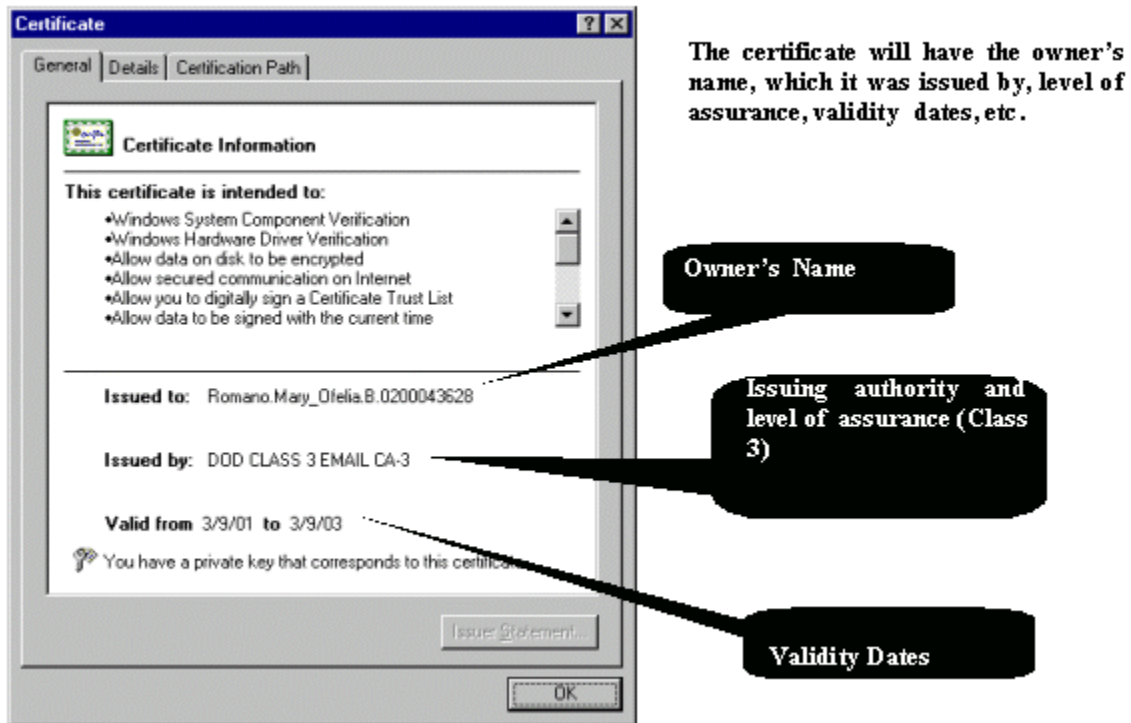 Certificate
General Details Certification Path
Certificate Information
This certificate is intended to:
•Windows System Component Verification
•Windows Hardware Driver Verification
•Allow data on disk to be encrypted
•Allow secured communication on Internet
•Allow you to digitally sign a Certificate Trust List
•Allow data to be signed with the current time
Issued to: Romano.Mary_Ofelia.B.0200043628
Issued by: DOD CLASS 3 EMAIL CA-3
Valid from 3/9/01 to 3/9/03
You have a private key that corresponds to this certificate
Issuer Statement...
OK
The certificate will have the owner's
name, which it was issued by, level of
assurance, validity dates, etc.
Owner's Name
Issuing authority and
level of assurance (Class
3)
Validity Dates